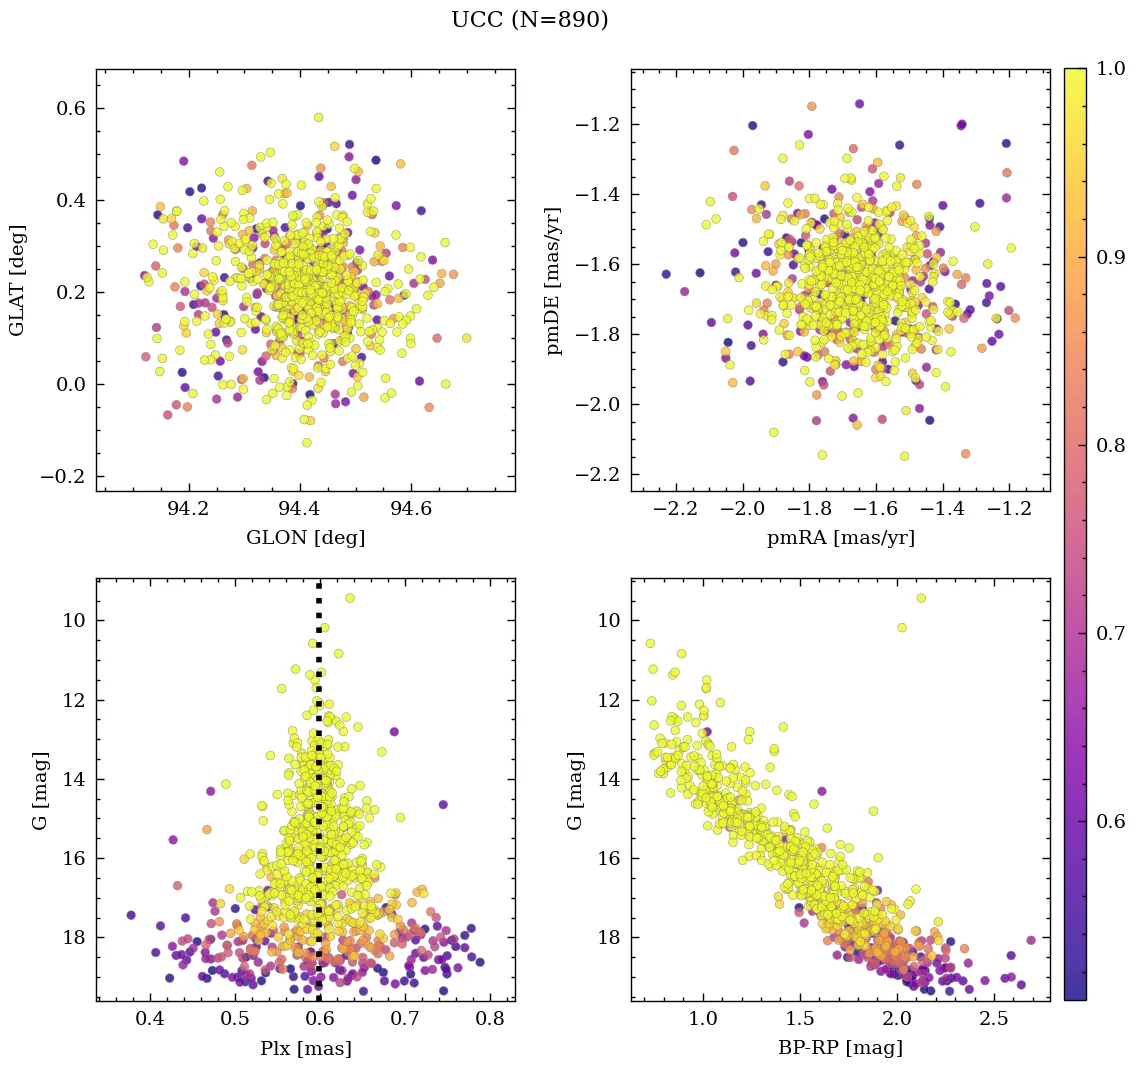 UCC (N=890)
0.6
0.4
0.2
0.0
−0.2
GLAT [deg]
94.2 94.4 94.6
GLON [deg]
−1.2
−1.4
−1.6
−1.8
−2.0
−2.2
pmDE [mas/yr]
−2.2 −2.0 −1.8 −1.6 −1.4 −1.2
pmRA [mas/yr]
1.0
0.9
0.8
0.7
0.6
10
12
14
16
18
G [mag]
0.4 0.5 0.6 0.7 0.8
Plx [mas]
10
12
14
16
18
G [mag]
1.0 1.5 2.0 2.5
BP-RP [mag]